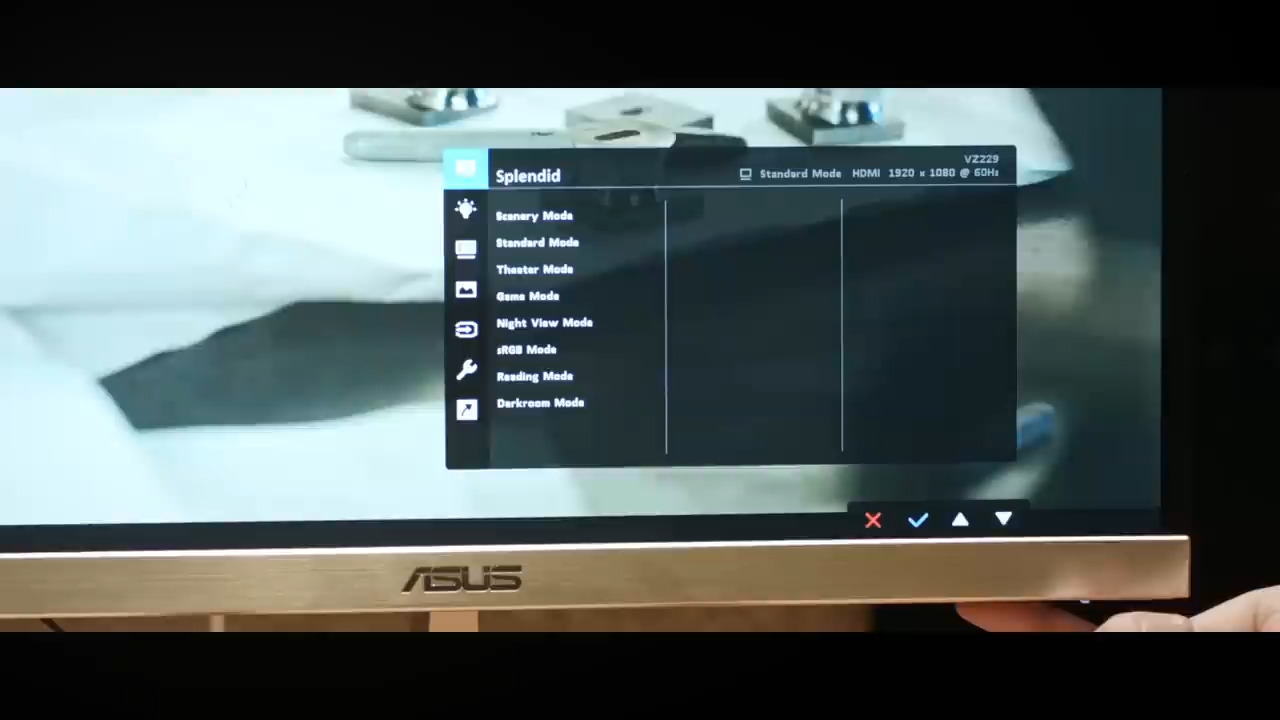 VZ229
Splendid
Standard Mode HDMI 1920 x 1080 @ 60Hz
Scenery Mode
Standard Mode
Theater Mode
Game Mode
Night View Mode
sRGB Mode
Reading Mode
Darkroom Mode
ASUS